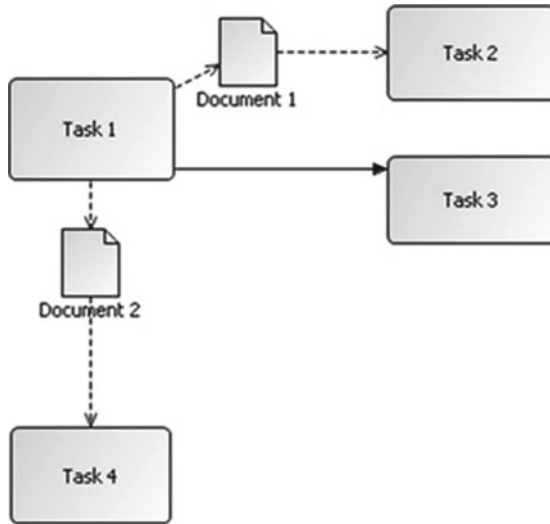 Task 2
Document 1
Task 1
Task 3
Document 2
Task 4